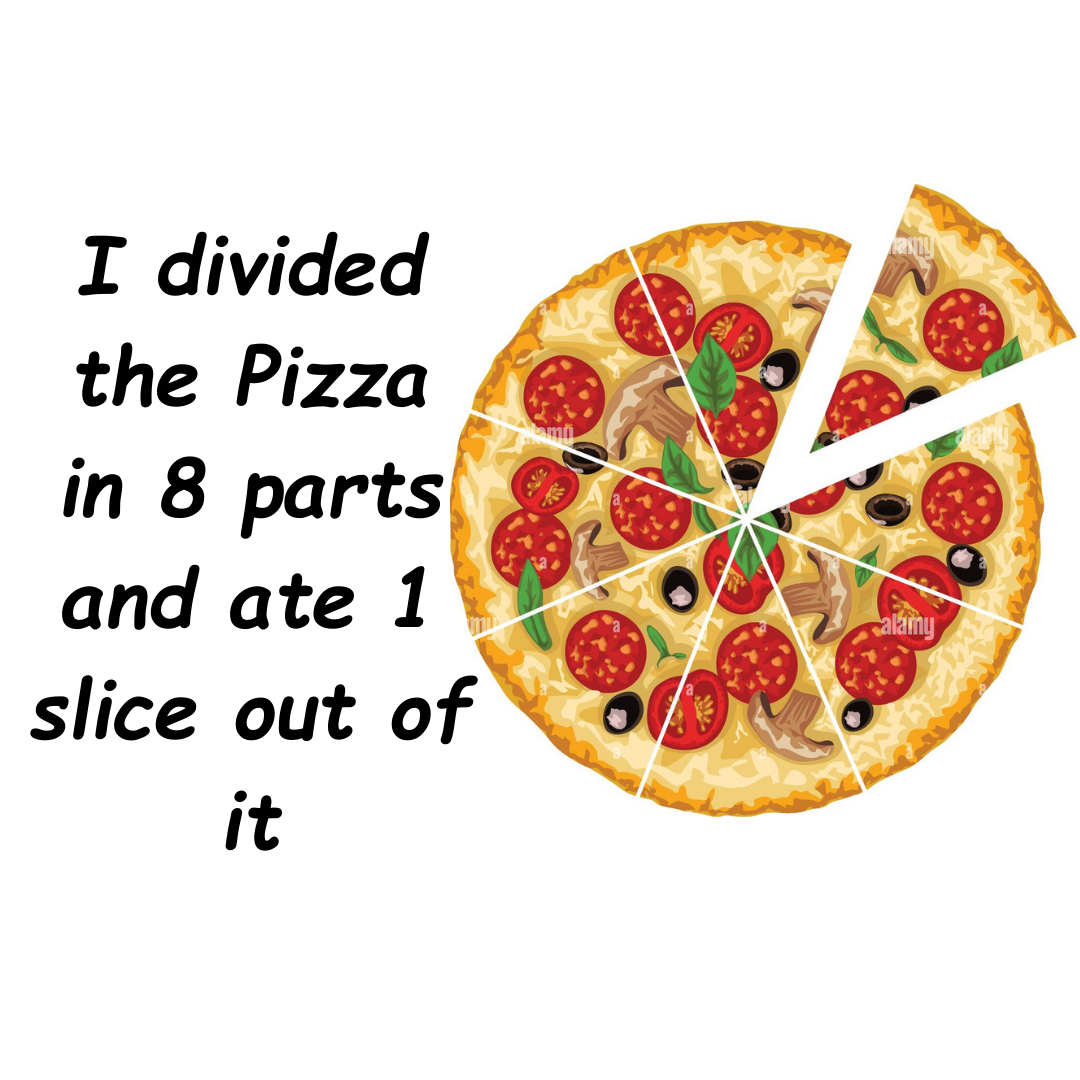 I divided
the Pizza
in 8 parts
and ate 1
slice out of
it
alamy
alamy
alamy
alamy
alamy